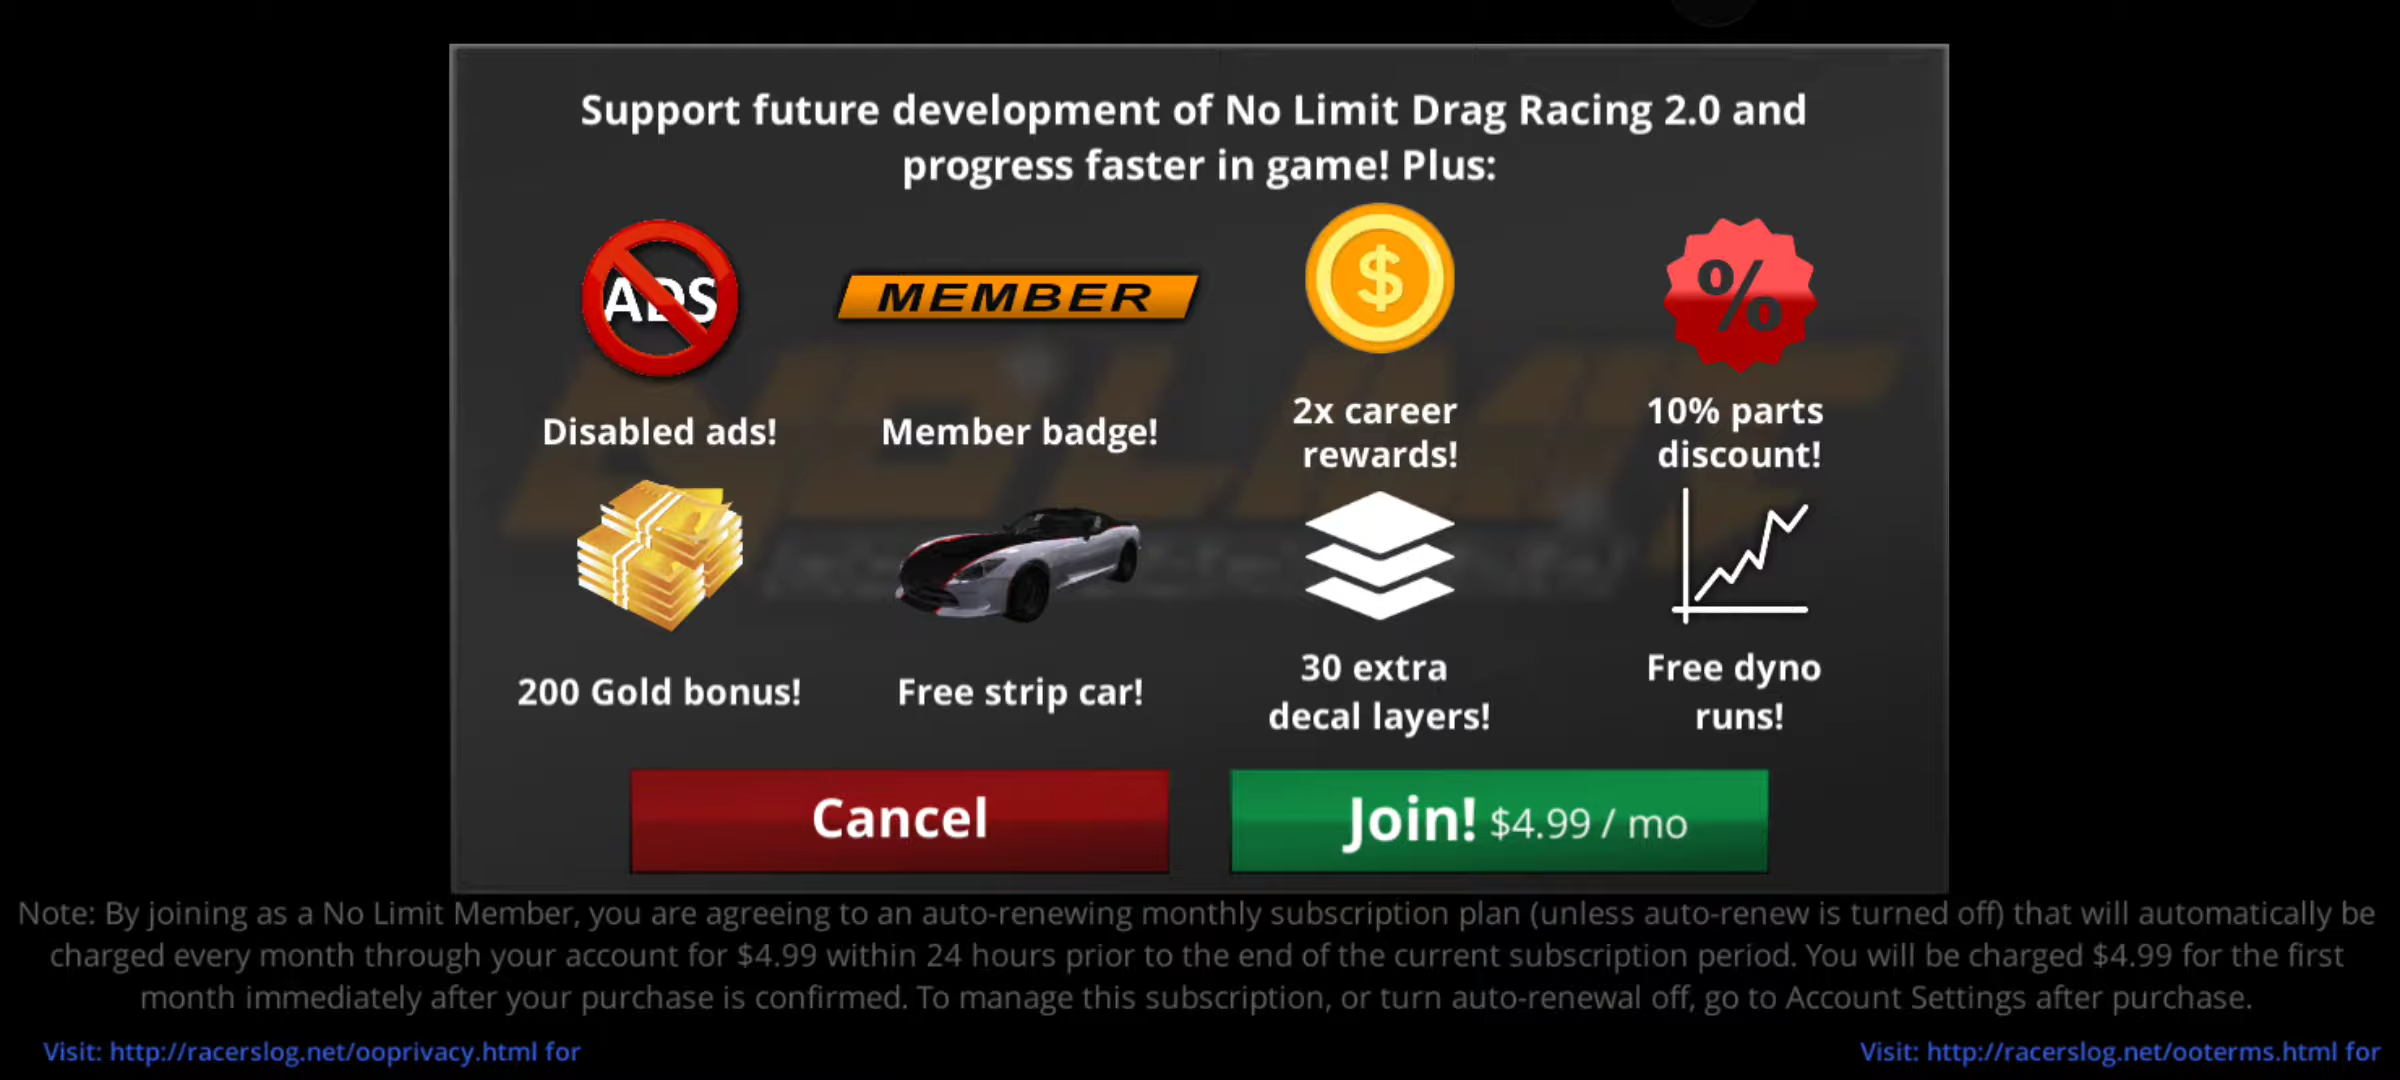 Support future development of No Limit Drag Racing 2.0 and
progress faster in game! Plus:
ADS
MEMBER
$
%
Disabled ads!
Member badge!
2x career
rewards!
10% parts
discount!
200 Gold bonus!
Free strip car!
30 extra
decal layers!
Free dyno
runs!
Cancel
Join! $4.99 / mo
Note: By joining as a No Limit Member, you are agreeing to an auto-renewing monthly subscription plan (unless auto-renew is turned off) that will automatically be
charged every month through your account for $4.99 within 24 hours prior to the end of the current subscription period. You will be charged $4.99 for the first
month immediately after your purchase is confirmed. To manage this subscription, or turn auto-renewal off, go to Account Settings after purchase.
Visit: http://racerslog.net/ooprivacy.html for
Visit: http://racerslog.net/ooterms.html for